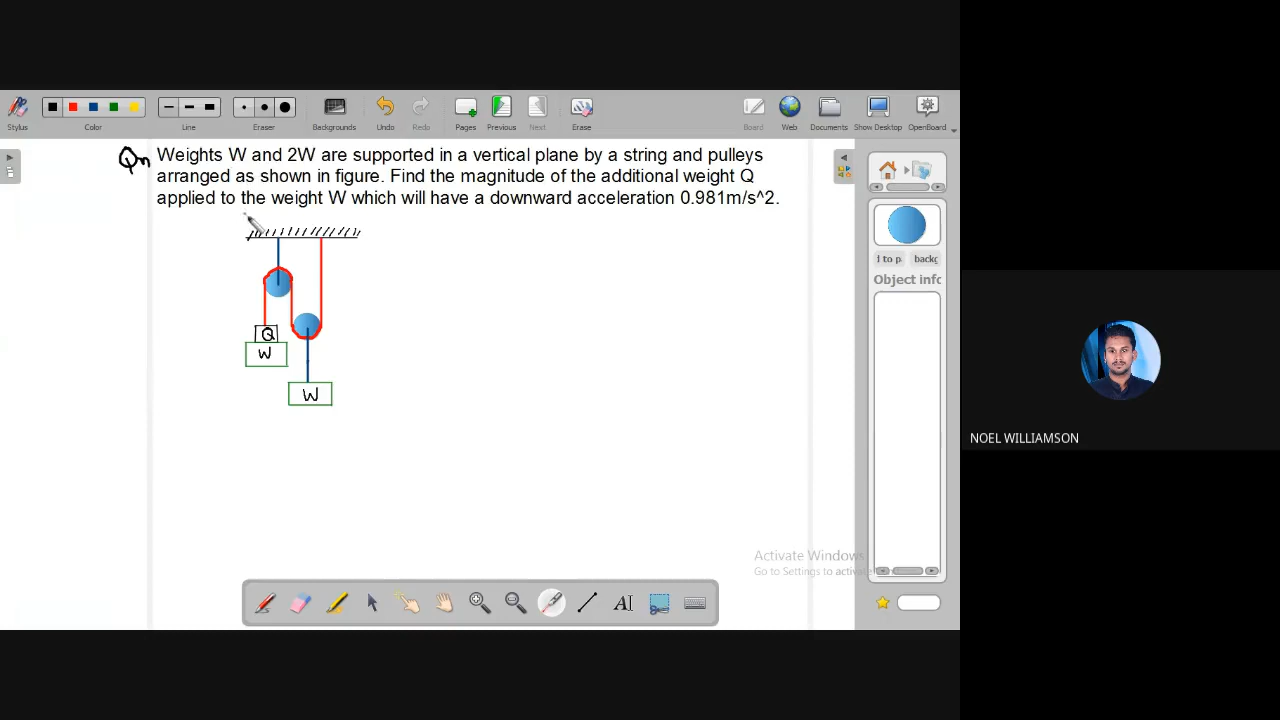 Stylus
Color
Line
Eraser
Backgrounds
Undo
Redo
Pages
Previous
Next
Erase
Board
Web
Documents
Show Desktop
OpenBoard
Qn Weights W and 2W are supported in a vertical plane by a string and pulleys
arranged as shown in figure. Find the magnitude of the additional weight Q
applied to the weight W which will have a downward acceleration 0.981m/s^2.
Q
W
W
l to p
backg
Object info
NOEL WILLIAMSON
Activate Windows
Go to Settings to activate
AI